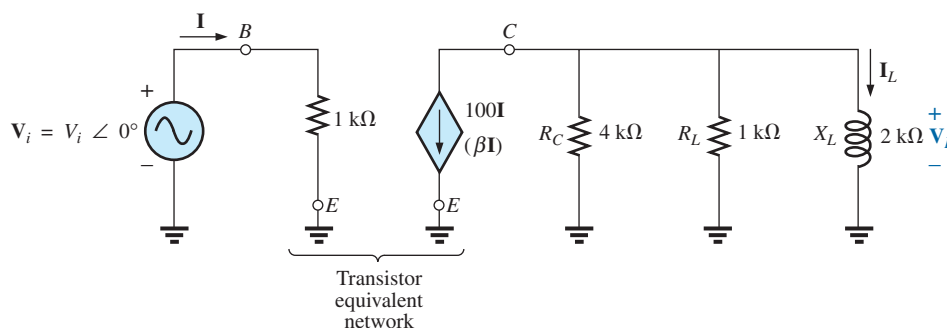 I
B
C
I_L
+
V_i = V_i ∠ 0°
−
1 kΩ
100I
(βI)
R_C
4 kΩ
R_L
1 kΩ
X_L
2 kΩ
+
−
E
E
Transistor
equivalent
network